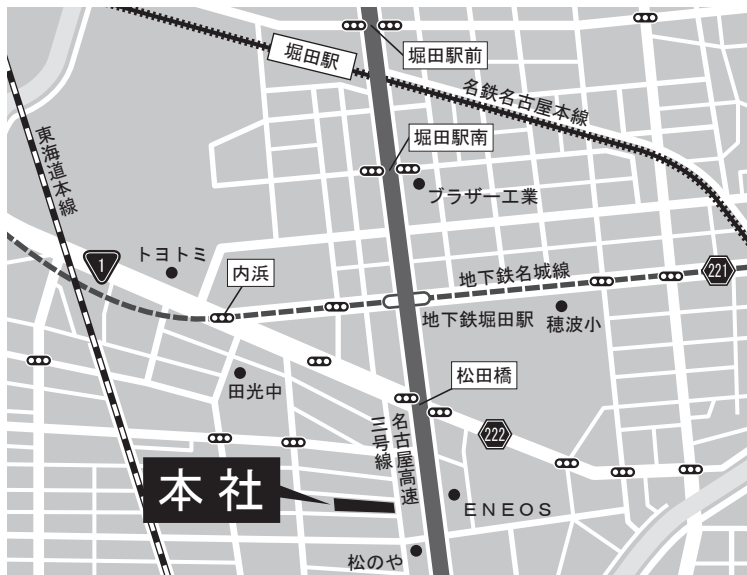 堀田駅
堀田駅前
名鉄名古屋本線
堀田駅南
東海道本線
ブラザー工業
トヨトミ
1
内浜
地下鉄名城線
221
地下鉄堀田駅
穂波小
田光中
松田橋
名古屋高速
三号線
222
本社
ENEOS
松のや